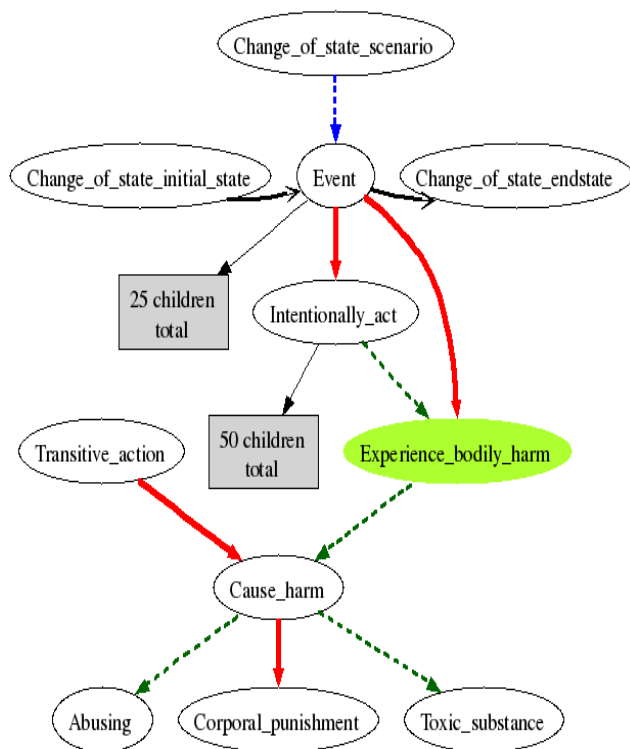 Change_of_state_scenario
Change_of_state_initial_state
Event
Change_of_state_endstate
25 children
total
Intentionally_act
50 children
total
Transitive_action
Experience_bodily_harm
Cause_harm
Abusing
Corporal_punishment
Toxic_substance